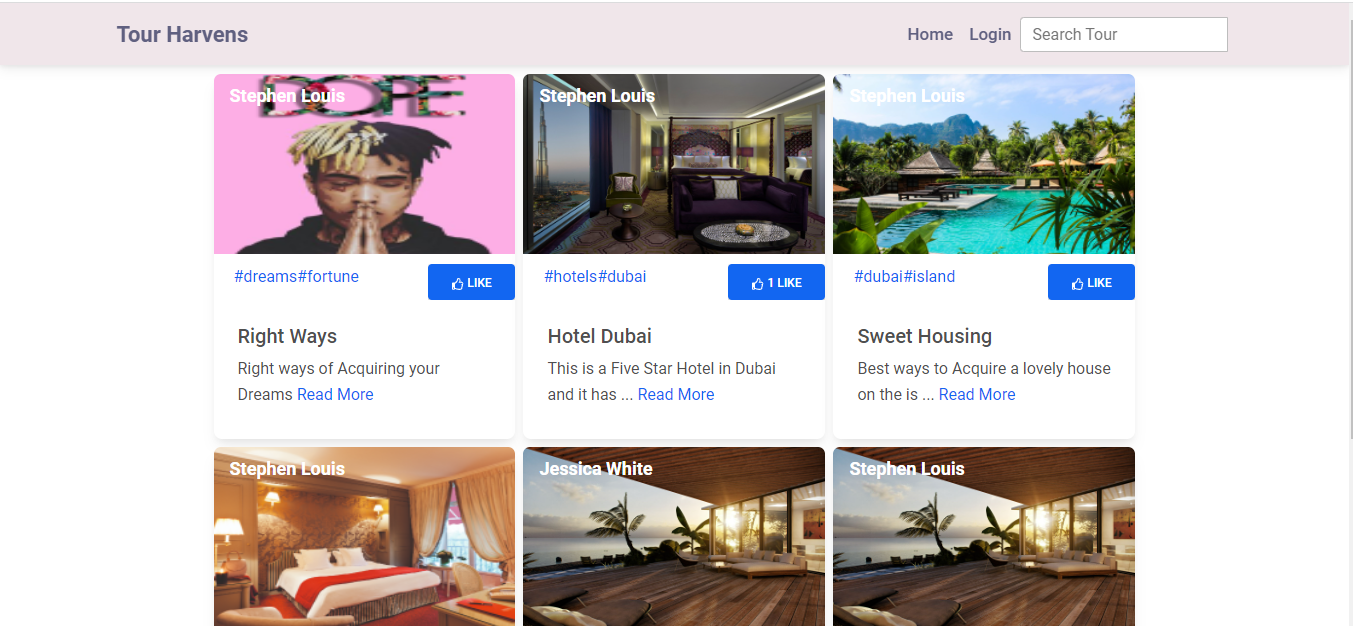 Tour Harvens
Home Login Search Tour
Stephen Louis
DOPE
#dreams#fortune
LIKE
Right Ways
Right ways of Acquiring your
Dreams Read More
Stephen Louis
#hotels#dubai
1 LIKE
Hotel Dubai
This is a Five Star Hotel in Dubai
and it has ... Read More
Stephen Louis
#dubai#island
LIKE
Sweet Housing
Best ways to Acquire a lovely house
on the is ... Read More
Stephen Louis
Jessica White
Stephen Louis